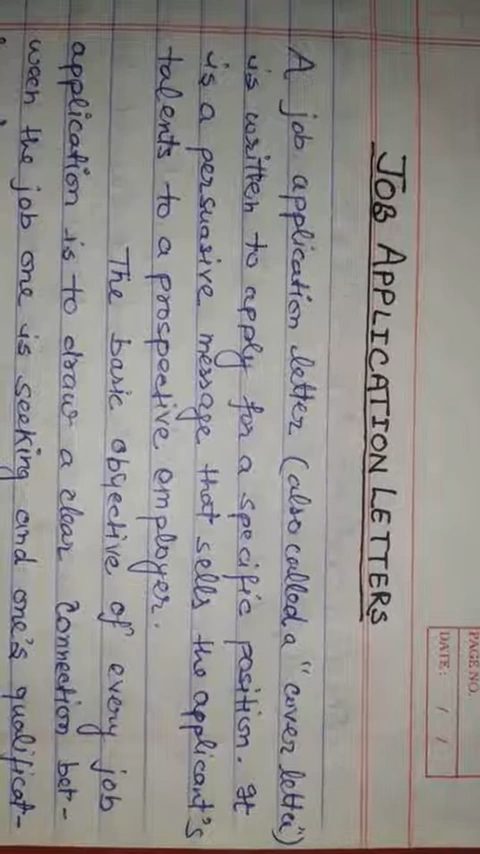 PAGE NO.
DATE: / /
JOB APPLICATION LETTERS
A job application letter (also called a "cover letter")
is written to apply for a specific position. It
is a persuasive message that sells the applicant's
talents to a prospective employer.
The basic objective of every job
application is to draw a clear connection bet-
ween the job one is seeking and one's qualificat-